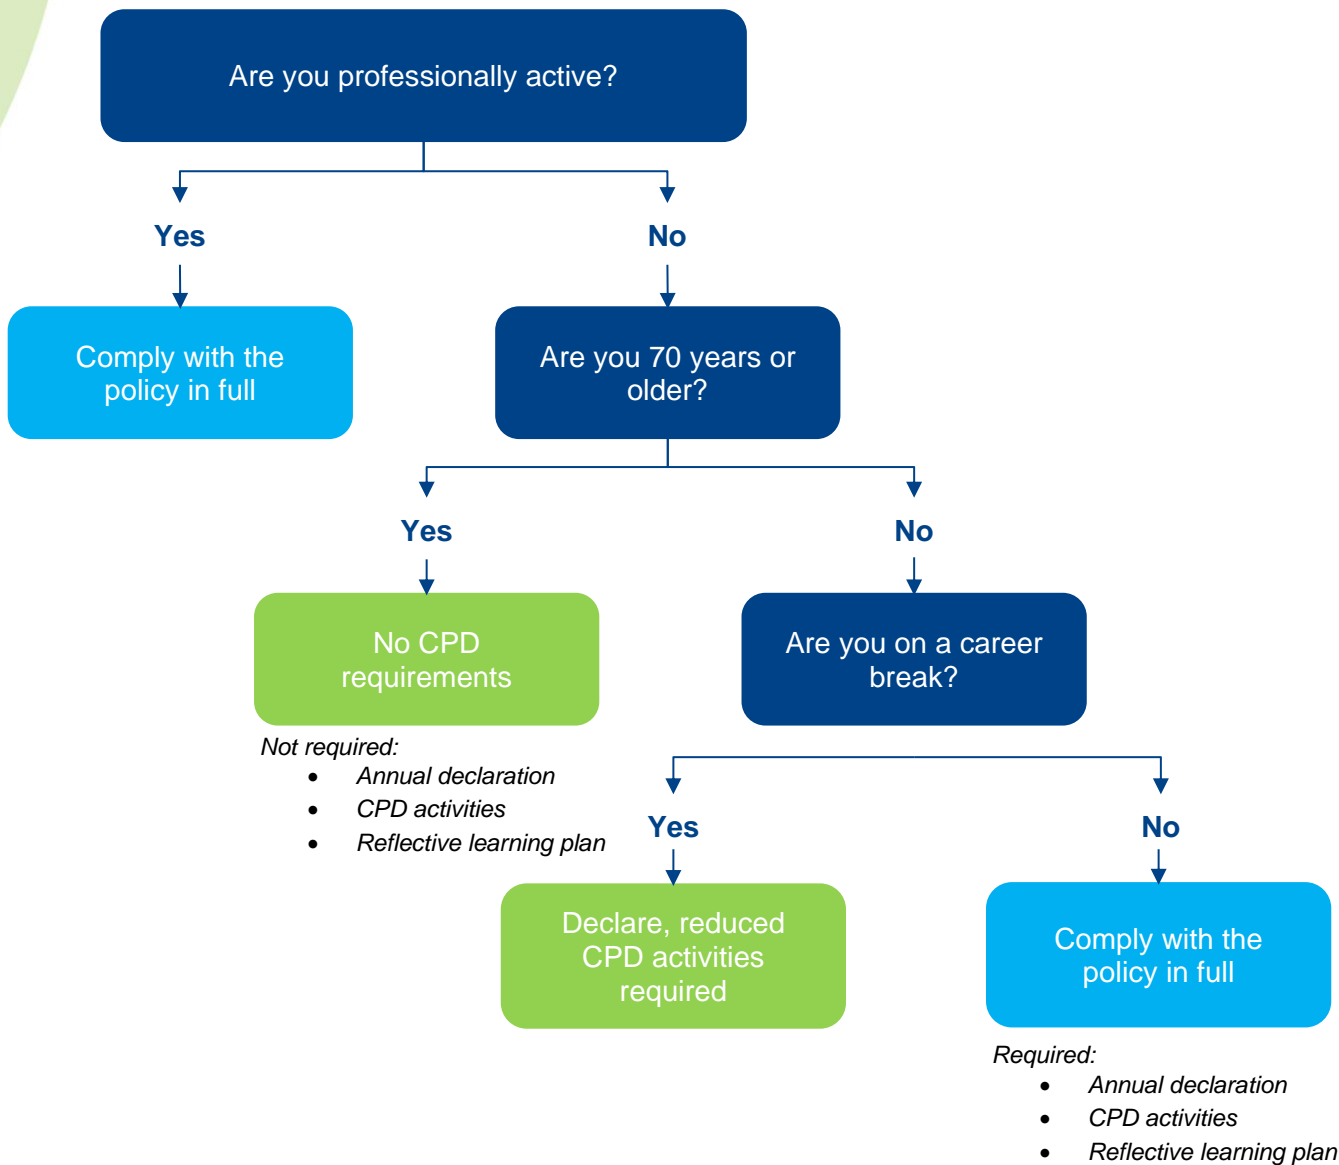 Are you professionally active?
Yes
No
Comply with the
policy in full
Are you 70 years or
older?
Yes
No
No CPD
requirements
Are you on a career
break?
Not required:
• Annual declaration
• CPD activities
• Reflective learning plan
Yes
No
Declare, reduced
CPD activities
required
Comply with the
policy in full
Required:
• Annual declaration
• CPD activities
• Reflective learning plan